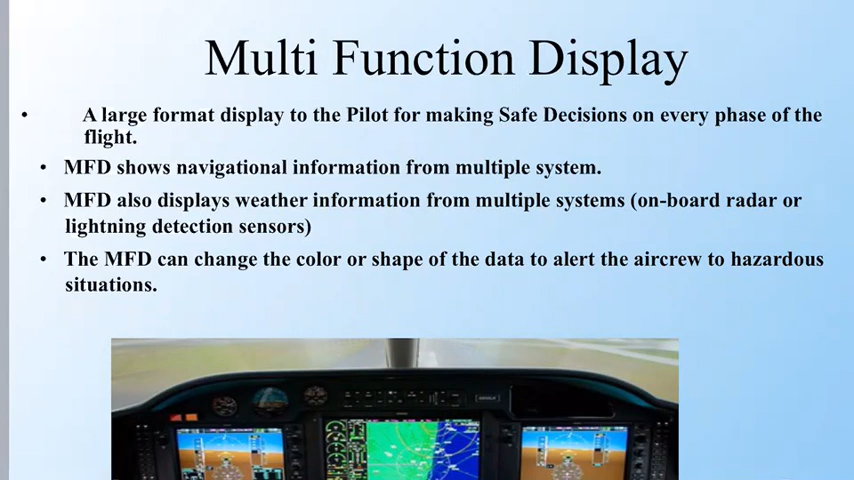 Multi Function Display
• A large format display to the Pilot for making Safe Decisions on every phase of the
flight.
• MFD shows navigational information from multiple system.
• MFD also displays weather information from multiple systems (on-board radar or
lightning detection sensors)
• The MFD can change the color or shape of the data to alert the aircrew to hazardous
situations.